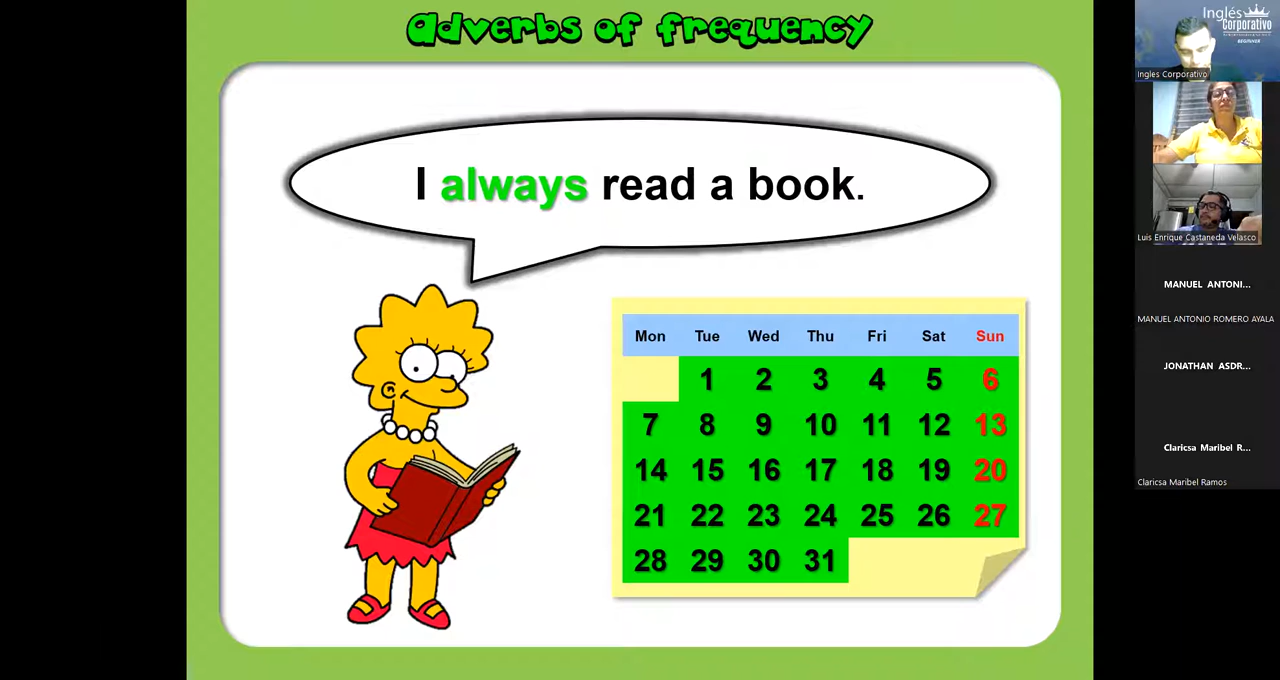 Adverbs of frequency
I always read a book.
Mon Tue Wed Thu Fri Sat Sun
1 2 3 4 5 6
7 8 9 10 11 12 13
14 15 16 17 18 19 20
21 22 23 24 25 26 27
28 29 30 31
Inglés
Corporativo
BEGINNER
Ingles Corporativo
Luis Enrique Castaneda Velasco
MANUEL ANTONI...
MANUEL ANTONIO ROMERO AYALA
JONATHAN ASDR...
Claricsa Maribel R...
Claricsa Maribel Ramos